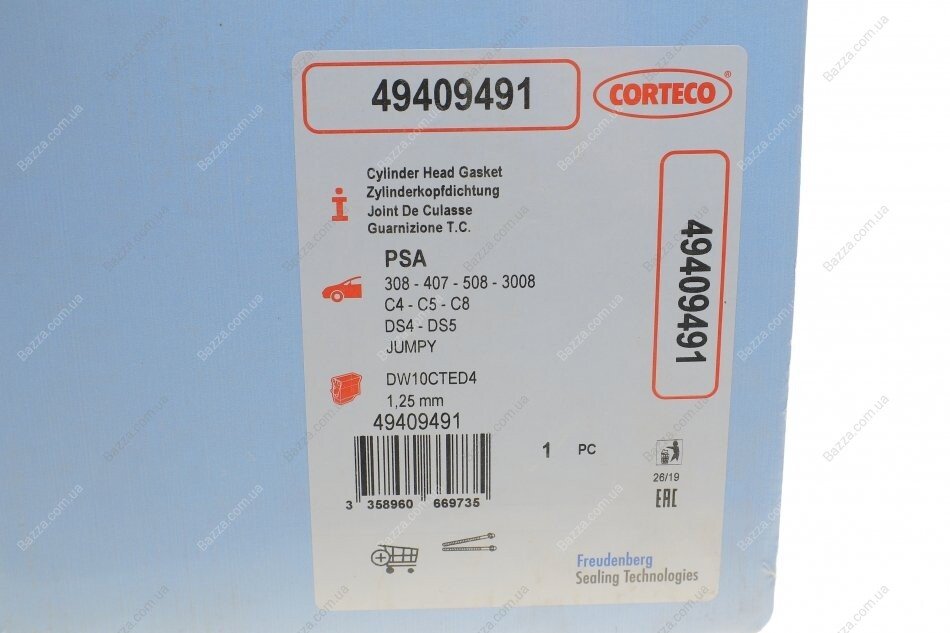 49409491
CORTECO®
Cylinder Head Gasket
Zylinderkopfdichtung
Joint De Culasse
Guarnizione T.C.
PSA
308 - 407 - 508 - 3008
C4 - C5 - C8
DS4 - DS5
JUMPY
DW10CTED4
1,25 mm
49409491
3 358960 669735
1 PC
49409491
26/19
EAC
Freudenberg
Sealing Technologies
Bazza.com.ua